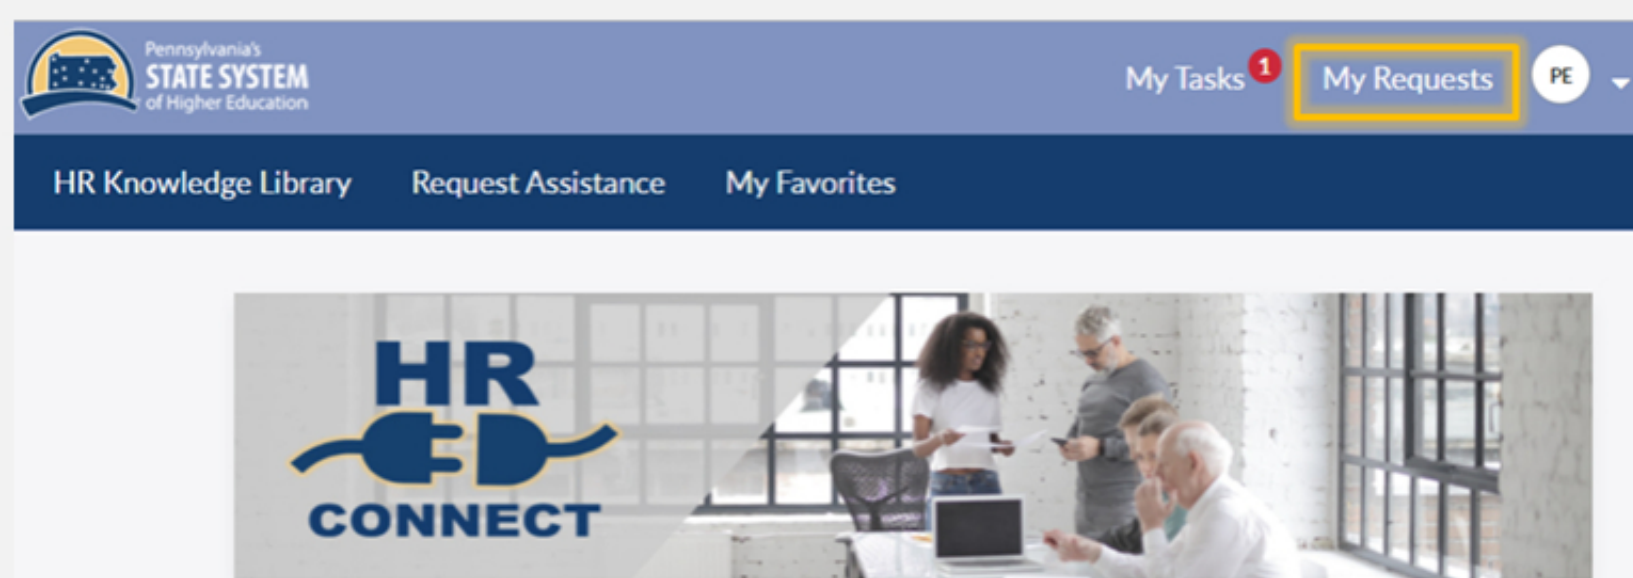 Pennsylvania's
STATE SYSTEM
of Higher Education
My Tasks 1 My Requests PE
HR Knowledge Library Request Assistance My Favorites
HR
CONNECT